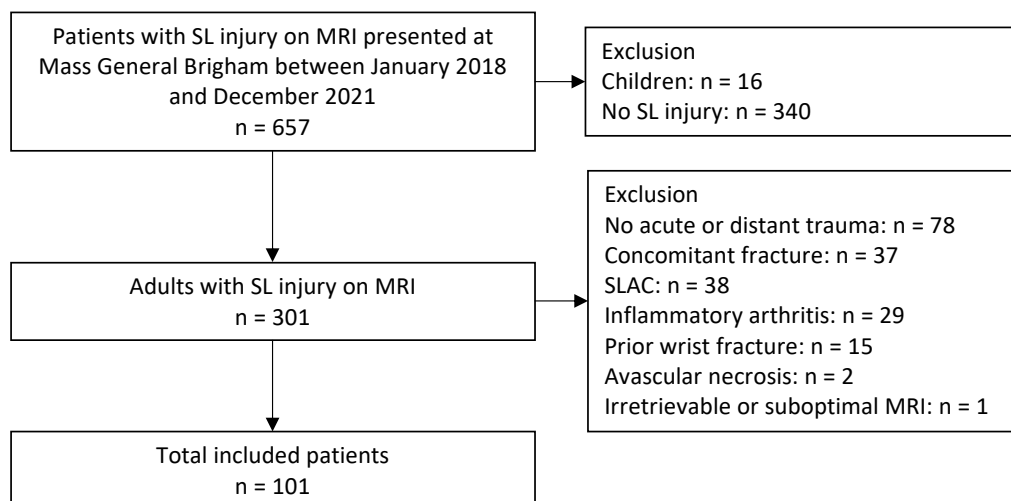 Patients with SL injury on MRI presented at
Mass General Brigham between January 2018
and December 2021
n = 657
Exclusion
Children: n = 16
No SL injury: n = 340
Exclusion
No acute or distant trauma: n = 78
Concomitant fracture: n = 37
SLAC: n = 38
Inflammatory arthritis: n = 29
Prior wrist fracture: n = 15
Avascular necrosis: n = 2
Irretrievable or suboptimal MRI: n = 1
Adults with SL injury on MRI
n = 301
Total included patients
n = 101